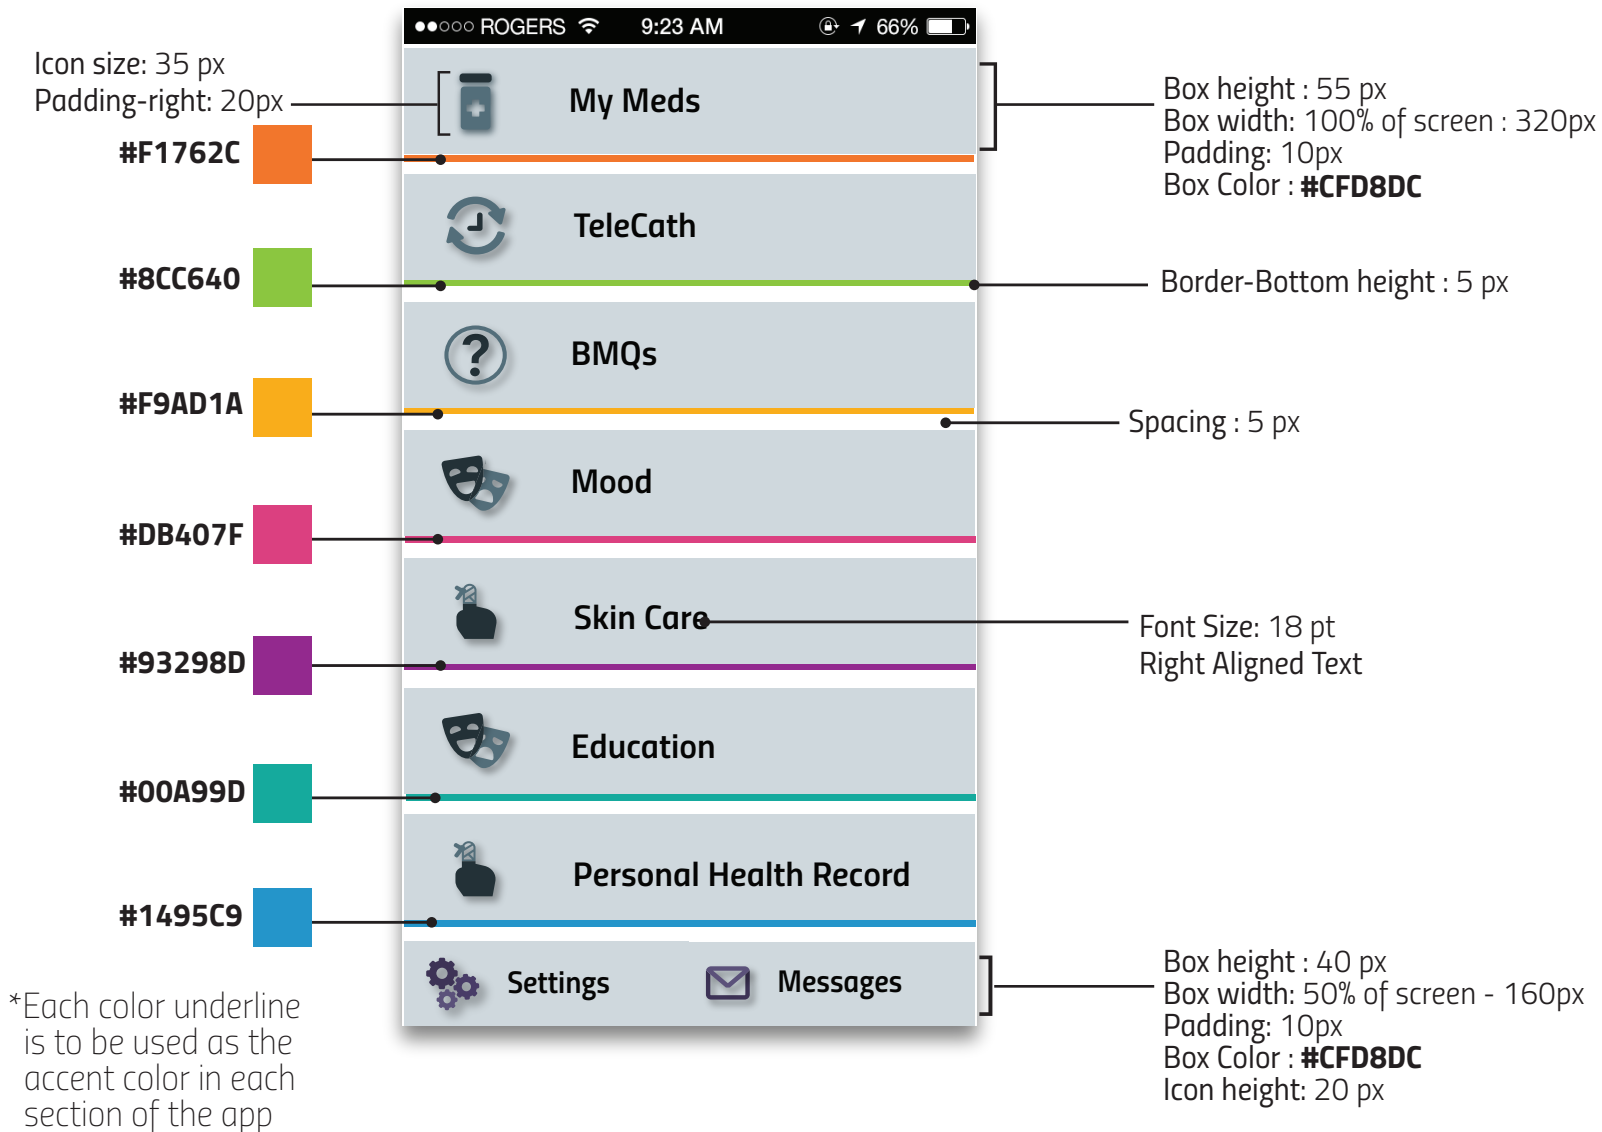 ROGERS 9:23 AM 66%
Icon size: 35 px
Padding-right: 20px
#F1762C
#8CC640
#F9AD1A
#DB407F
#93298D
#00A99D
#1495C9
*Each color underline
is to be used as the
accent color in each
section of the app
My Meds
TeleCath
BMQs
Mood
Skin Care
Education
Personal Health Record
Settings
Messages
Box height : 55 px
Box width: 100% of screen : 320px
Padding: 10px
Box Color : #CFD8DC
Border-Bottom height : 5 px
Spacing : 5 px
Font Size: 18 pt
Right Aligned Text
Box height : 40 px
Box width: 50% of screen - 160px
Padding: 10px
Box Color : #CFD8DC
Icon height: 20 px